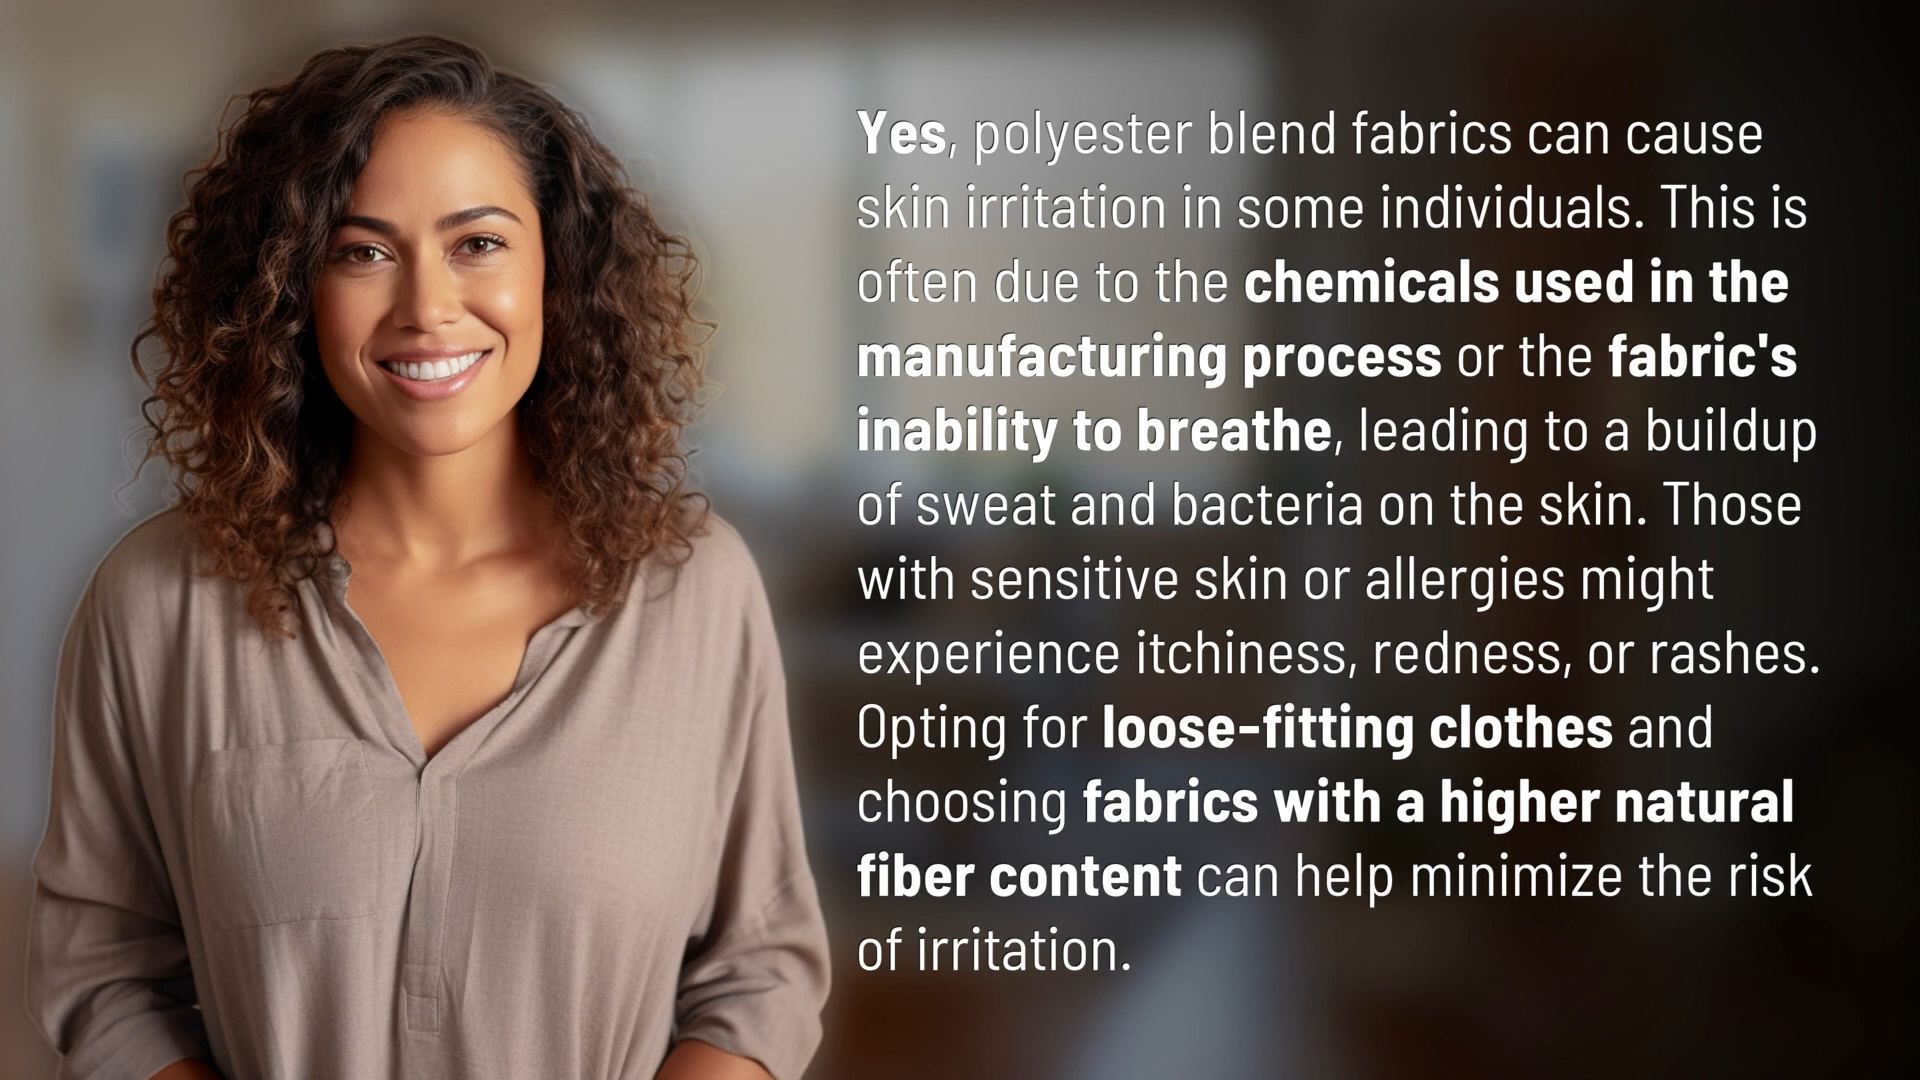 Yes, polyester blend fabrics can cause
skin irritation in some individuals. This is
often due to the chemicals used in the
manufacturing process or the fabric's
inability to breathe, leading to a buildup
of sweat and bacteria on the skin. Those
with sensitive skin or allergies might
experience itchiness, redness, or rashes.
Opting for loose-fitting clothes and
choosing fabrics with a higher natural
fiber content can help minimize the risk
of irritation.